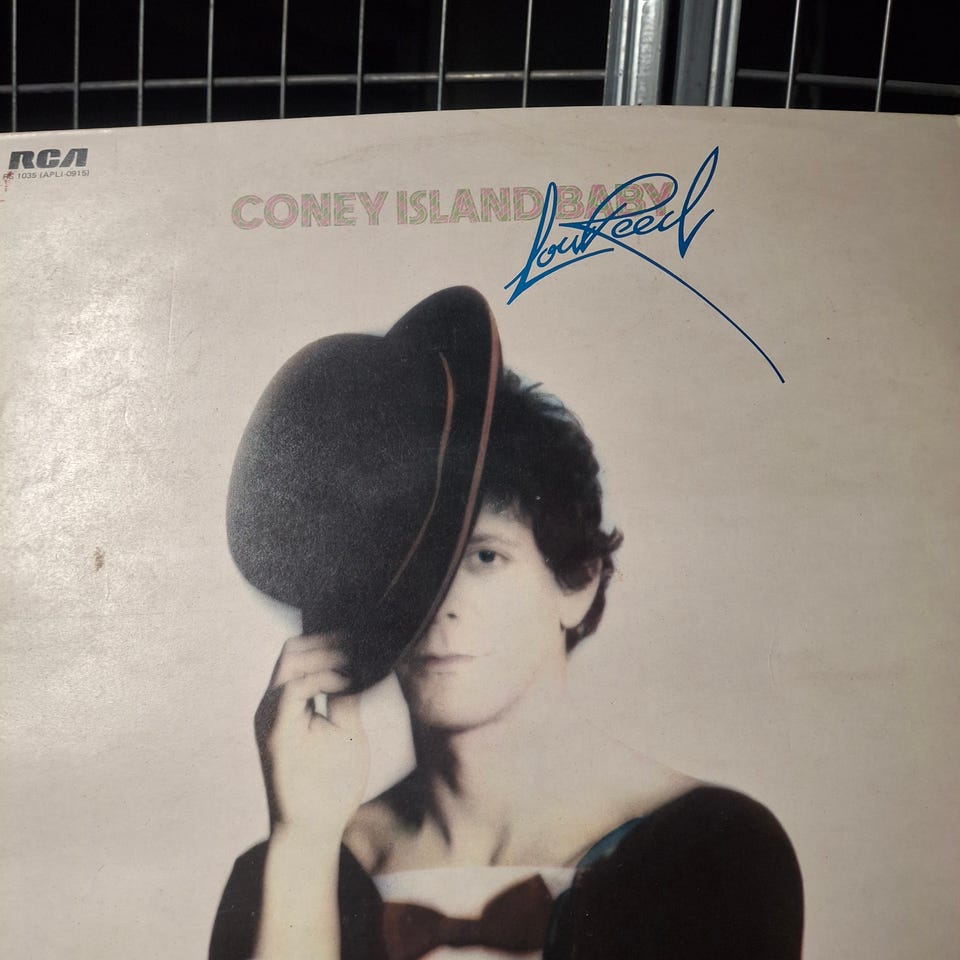 RCA
RS 1035 (APL1-0915)
CONEY ISLAND BABY
Lou Reed